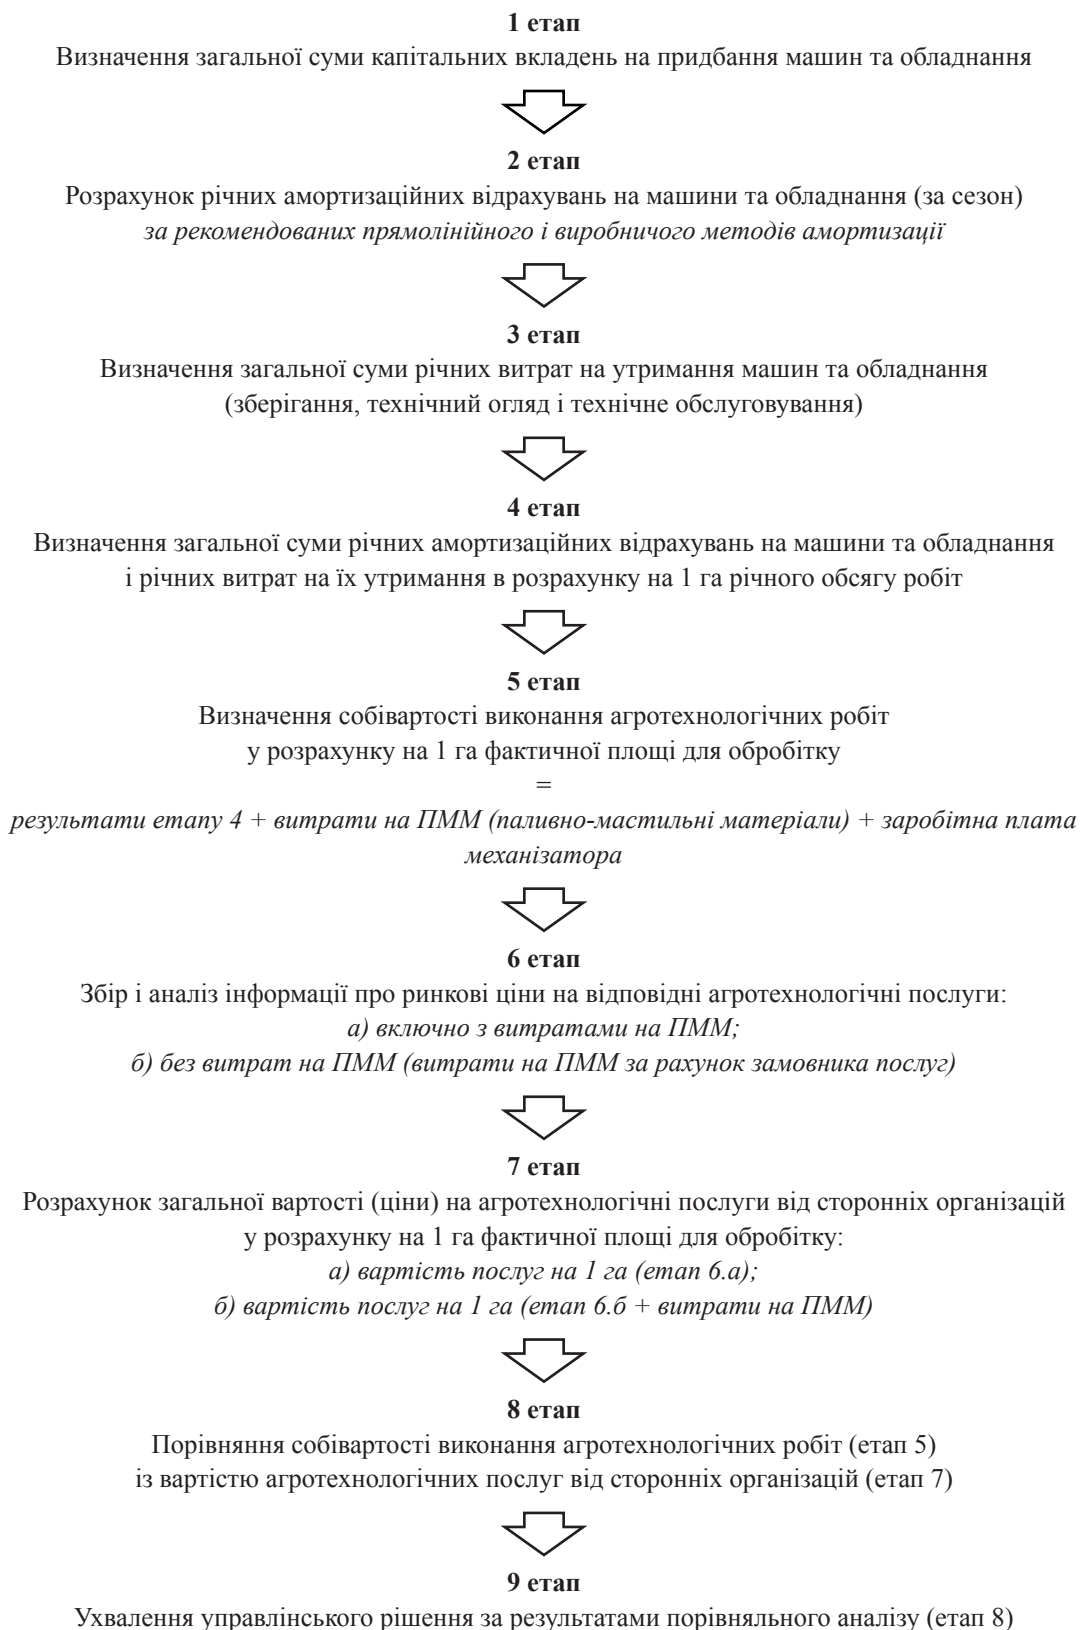 1 етап
Визначення загальної суми капітальних вкладень на придбання машин та обладнання
2 етап
Розрахунок річних амортизаційних відрахувань на машини та обладнання (за сезон)
за рекомендованих прямолінійного і виробничого методів амортизації
3 етап
Визначення загальної суми річних витрат на утримання машин та обладнання
(зберігання, технічний огляд і технічне обслуговування)
4 етап
Визначення загальної суми річних амортизаційних відрахувань на машини та обладнання
і річних витрат на їх утримання в розрахунку на 1 га річного обсягу робіт
5 етап
Визначення собівартості виконання агротехнологічних робіт
у розрахунку на 1 га фактичної площі для обробітку
=
результати етапу 4 + витрати на ПММ (паливно-мастильні матеріали) + заробітна плата
механізатора
6 етап
Збір і аналіз інформації про ринкові ціни на відповідні агротехнологічні послуги:
а) включно з витратами на ПММ;
б) без витрат на ПММ (витрати на ПММ за рахунок замовника послуг)
7 етап
Розрахунок загальної вартості (ціни) на агротехнологічні послуги від сторонніх організацій
у розрахунку на 1 га фактичної площі для обробітку:
а) вартість послуг на 1 га (етап 6.а);
б) вартість послуг на 1 га (етап 6.б + витрати на ПММ)
8 етап
Порівняння собівартості виконання агротехнологічних робіт (етап 5)
із вартістю агротехнологічних послуг від сторонніх організацій (етап 7)
9 етап
Ухвалення управлінського рішення за результатами порівняльного аналізу (етап 8)